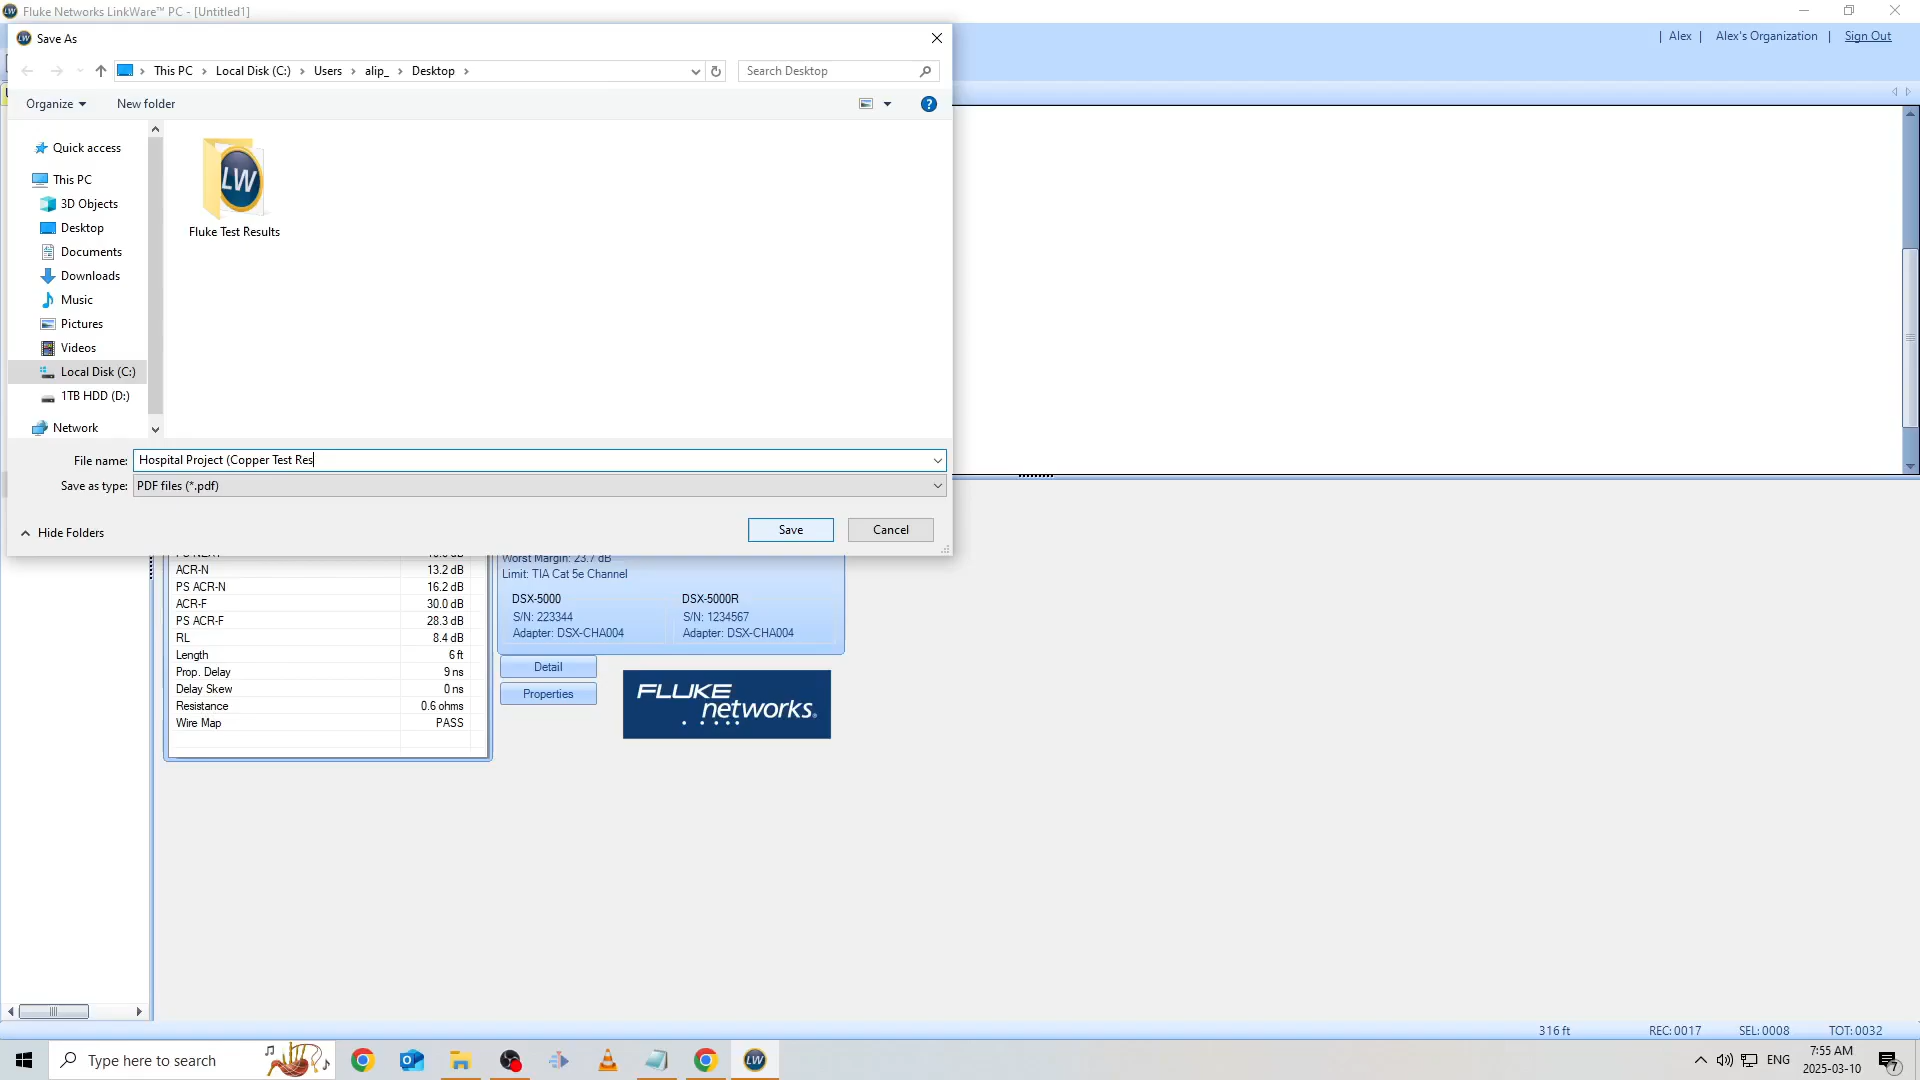 Fluke Networks LinkWare™ PC - [Untitled1]
| Alex | Alex's Organization | Sign Out
Save As
This PC > Local Disk (C:) > Users > alip_ > Desktop >
Search Desktop
Organize
New folder
Quick access
This PC
3D Objects
Desktop
Documents
Downloads
Music
Pictures
Videos
Local Disk (C:)
1TB HDD (D:)
Network
LW
Fluke Test Results
File name: Hospital Project (Copper Test Res
Save as type: PDF files (*.pdf)
Hide Folders
Save
Cancel
ACR-N 13.2 dB
PS ACR-N 16.2 dB
ACR-F 30.0 dB
PS ACR-F 28.3 dB
RL 8.4 dB
Length 6 ft
Prop. Delay 9 ns
Delay Skew 0 ns
Resistance 0.6 ohms
Wire Map PASS
Worst Margin: 23.7 dB
Limit: TIA Cat 5e Channel
DSX-5000 DSX-5000R
S/N: 223344 S/N: 1234567
Adapter: DSX-CHA004 Adapter: DSX-CHA004
Detail
Properties
FLUKE
networks®
316 ft REC: 0017 SEL: 0008 TOT: 0032
Type here to search
LW
ENG
7:55 AM
2025-03-10
7